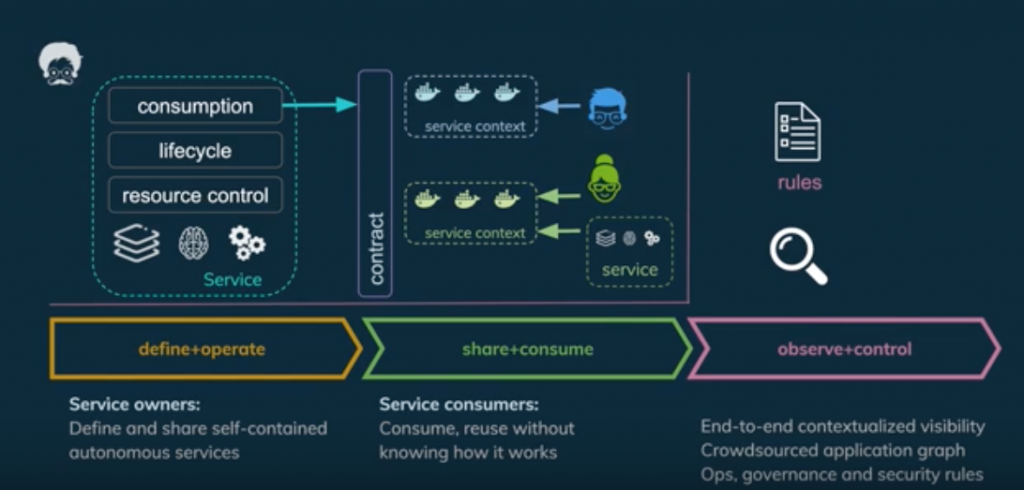 consumption
lifecycle
resource control
Service
contract
service context
service context
service
rules
define+operate
share+consume
observe+control
Service owners:
Define and share self-contained
autonomous services
Service consumers:
Consume, reuse without
knowing how it works
End-to-end contextualized visibility
Crowdsourced application graph
Ops, governance and security rules